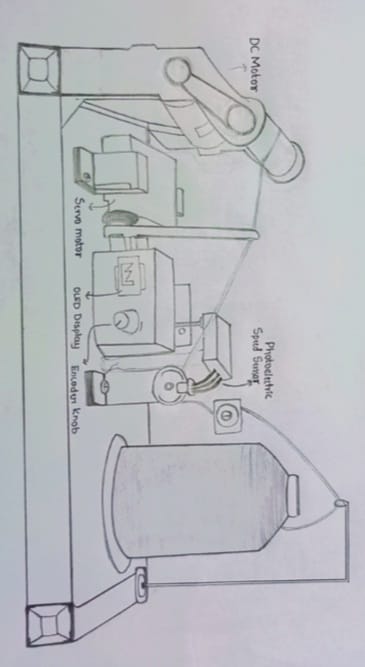 DC Motor
Servo motor
OLED Display
Encoder Knob
Photoelectric
Speed Sensor